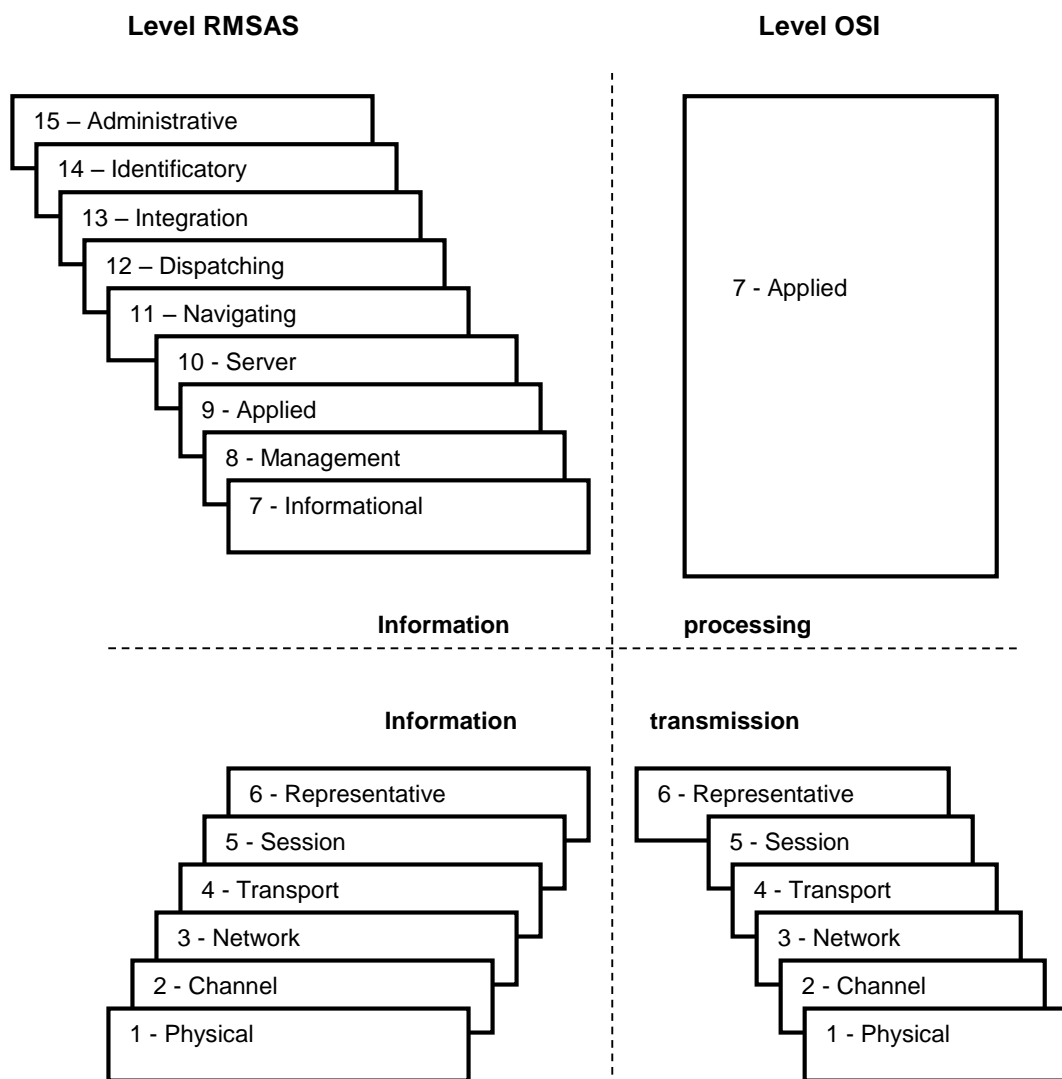 Level RMSAS
Level OSI
15 – Administrative
14 – Identificatory
13 – Integration
12 – Dispatching
11 – Navigating
10 - Server
9 - Applied
8 - Management
7 - Informational
7 - Applied
Information processing
Information transmission
6 - Representative
5 - Session
4 - Transport
3 - Network
2 - Channel
1 - Physical
6 - Representative
5 - Session
4 - Transport
3 - Network
2 - Channel
1 - Physical